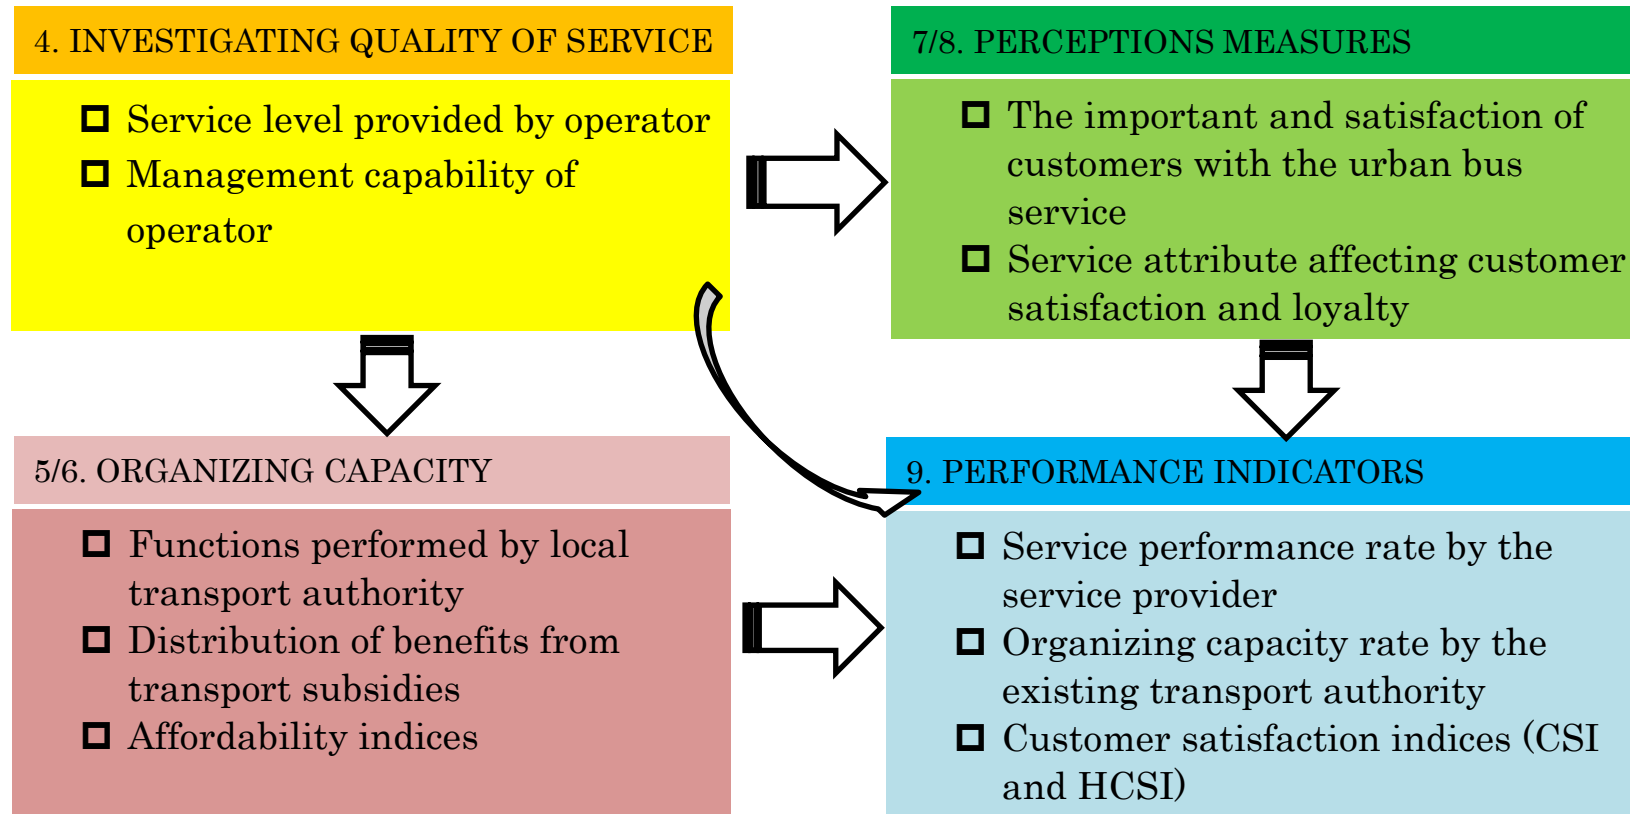 4. INVESTIGATING QUALITY OF SERVICE
Service level provided by operator
Management capability of
operator
7/8. PERCEPTIONS MEASURES
The important and satisfaction of
customers with the urban bus
service
Service attribute affecting customer
satisfaction and loyalty
5/6. ORGANIZING CAPACITY
Functions performed by local
transport authority
Distribution of benefits from
transport subsidies
Affordability indices
9. PERFORMANCE INDICATORS
Service performance rate by the
service provider
Organizing capacity rate by the
existing transport authority
Customer satisfaction indices (CSI
and HCSI)